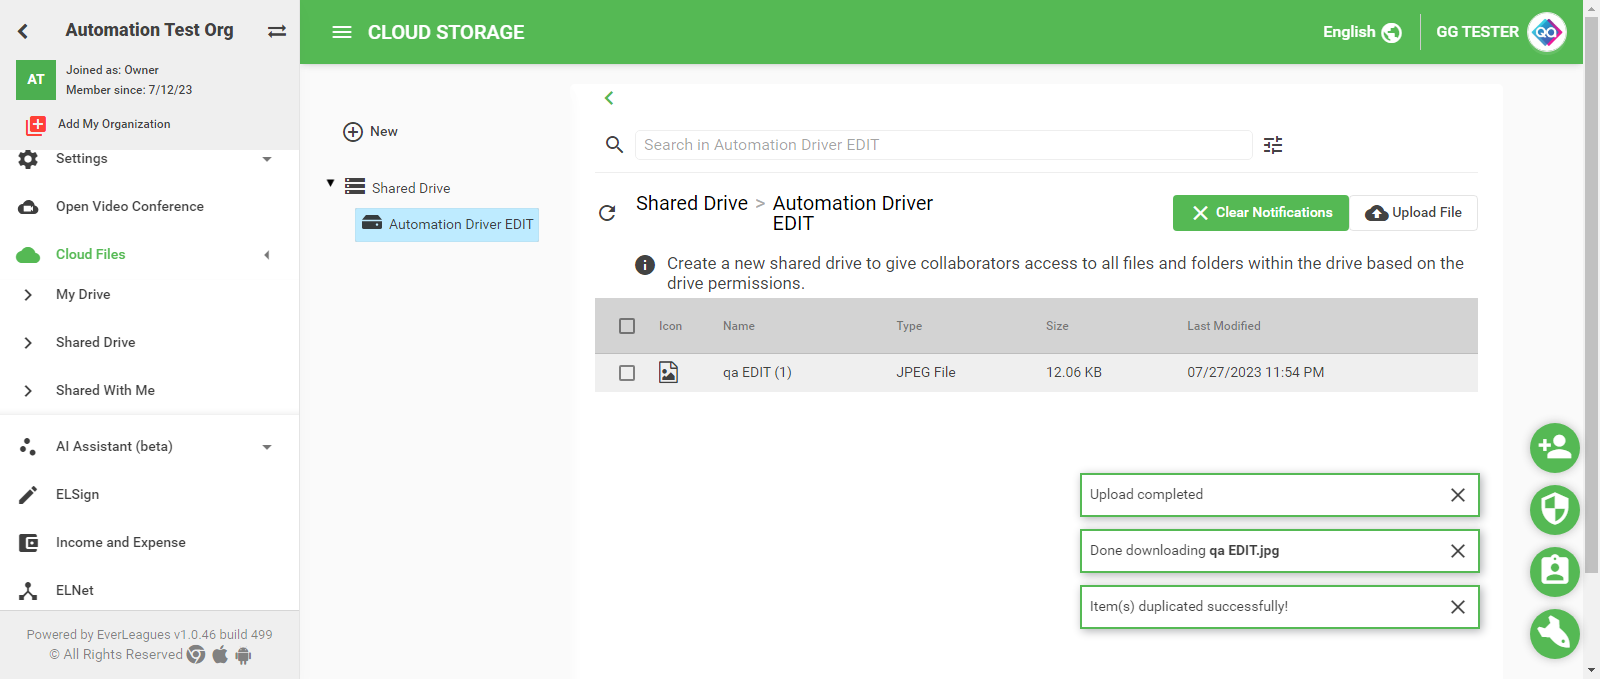 Automation Test Org
AT
Joined as: Owner
Member since: 7/12/23
Add My Organization
Settings
Open Video Conference
Cloud Files
My Drive
Shared Drive
Shared With Me
AI Assistant (beta)
ELSign
Income and Expense
ELNet
Powered by EverLeagues v1.0.46 build 499
© All Rights Reserved
CLOUD STORAGE
English
GG TESTER
QA
New
Shared Drive
Automation Driver EDIT
Search in Automation Driver EDIT
Shared Drive > Automation Driver
EDIT
Clear Notifications
Upload File
Create a new shared drive to give collaborators access to all files and folders within the drive based on the
drive permissions.
Icon Name Type Size Last Modified
qa EDIT (1) JPEG File 12.06 KB 07/27/2023 11:54 PM
Upload completed
Done downloading qa EDIT.jpg
Item(s) duplicated successfully!